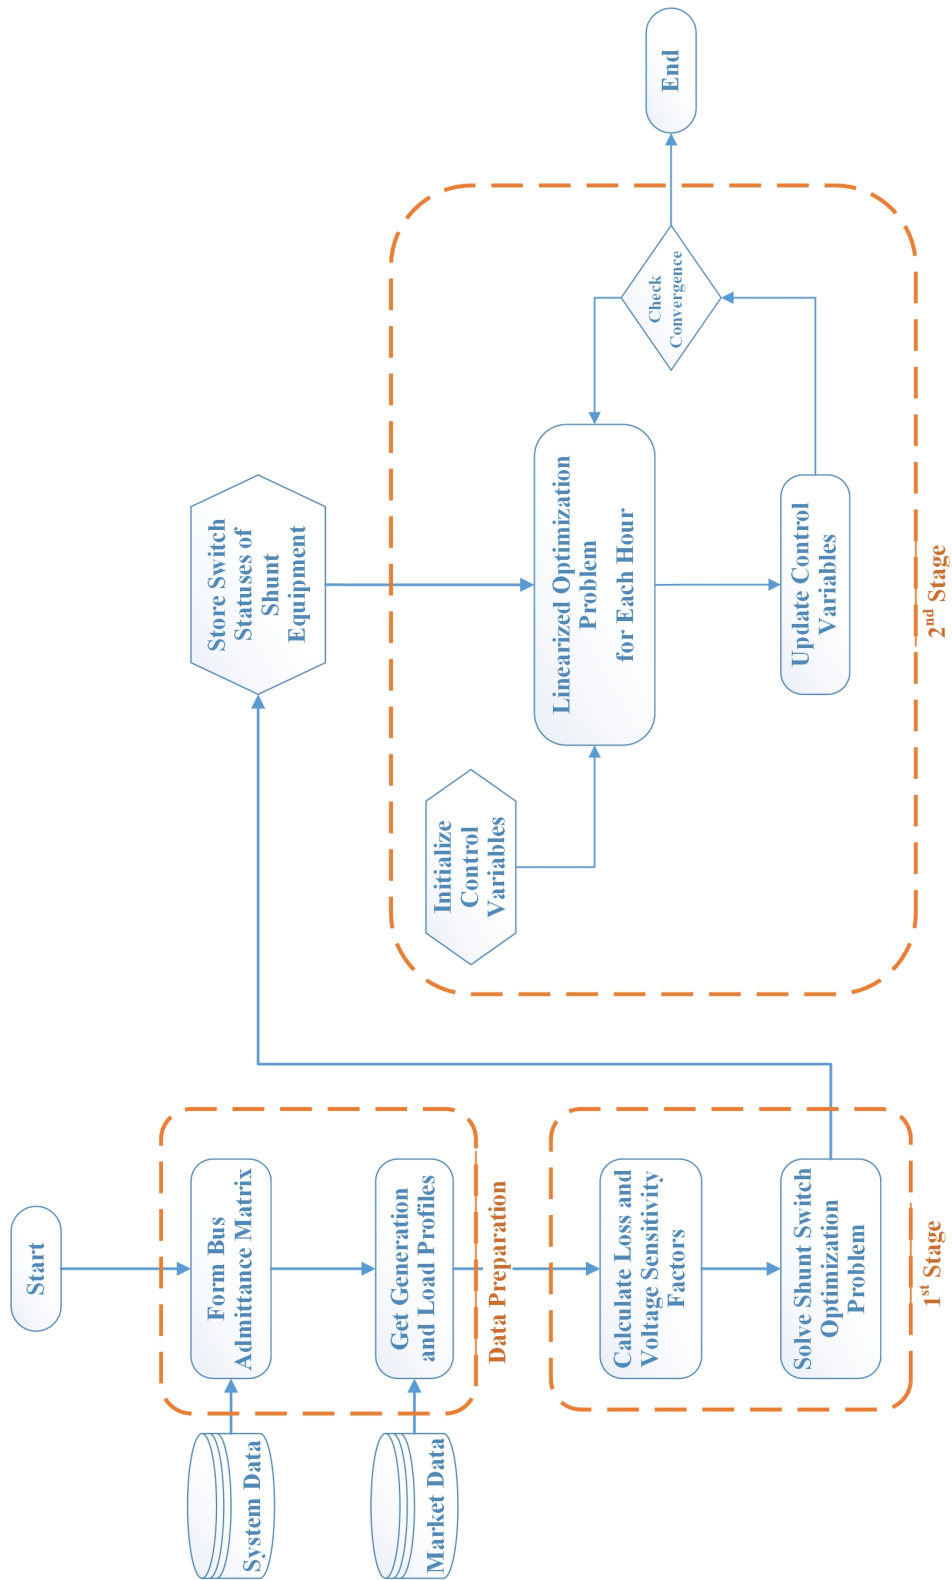 Start
System Data
Form Bus
Admittance Matrix
Market Data
Get Generation
and Load Profiles
Data Preparation
Calculate Loss and
Voltage Sensitivity
Factors
Solve Shunt Switch
Optimization
Problem
1st Stage
Store Switch
Statuses of
Shunt
Equipment
Initialize
Control
Variables
Linearized Optimization
Problem
for Each Hour
Update Control
Variables
Check
Convergence
2nd Stage
End